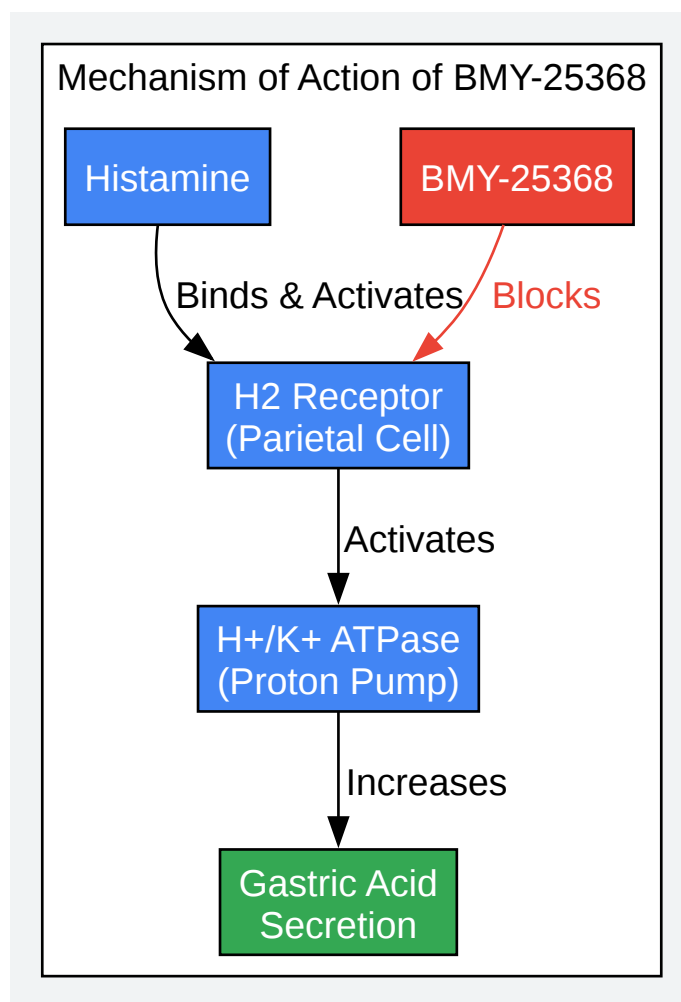 Mechanism of Action of BMY-25368
Histamine
BMY-25368
Binds & Activates
Blocks
H2 Receptor
(Parietal Cell)
Activates
H+/K+ ATPase
(Proton Pump)
Increases
Gastric Acid
Secretion